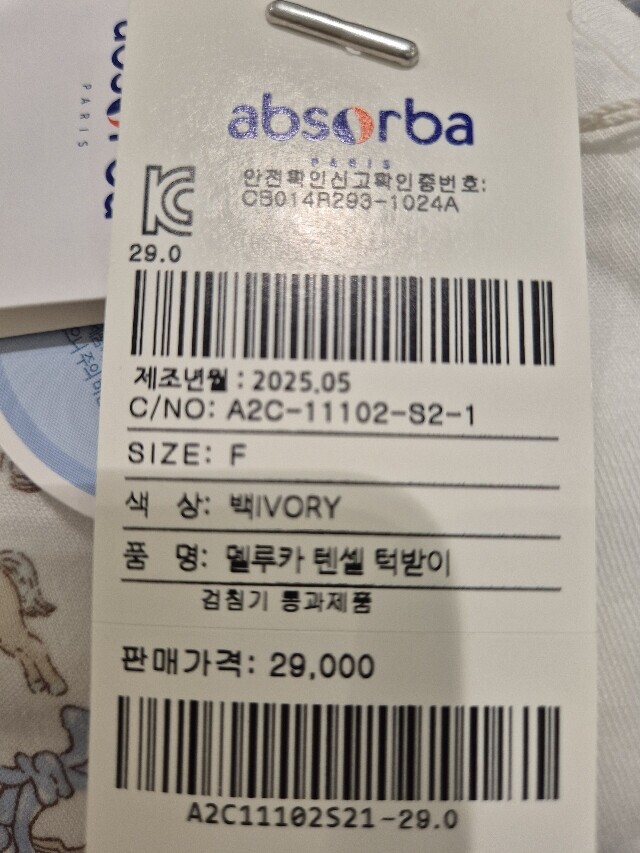 absorba
PARIS
안전확인신고확인증번호:
CB014R293-1024A
29.0
제조년월 : 2025.05
C/NO: A2C-11102-S2-1
SIZE: F
색 상: 백IVORY
품 명: 멜루카 텐셀 턱받이
검침기 통과제품
판매가격: 29,000
A2C11102S21-29.0
PARIS